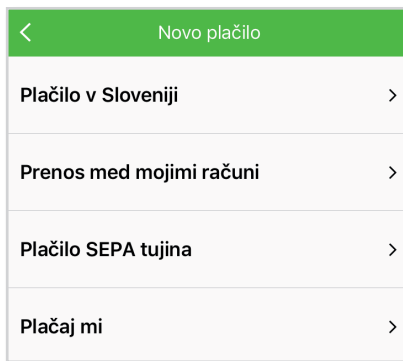 Novo plačilo
Plačilo v Sloveniji
Prenos med mojimi računi
Plačilo SEPA tujina
Plačaj mi